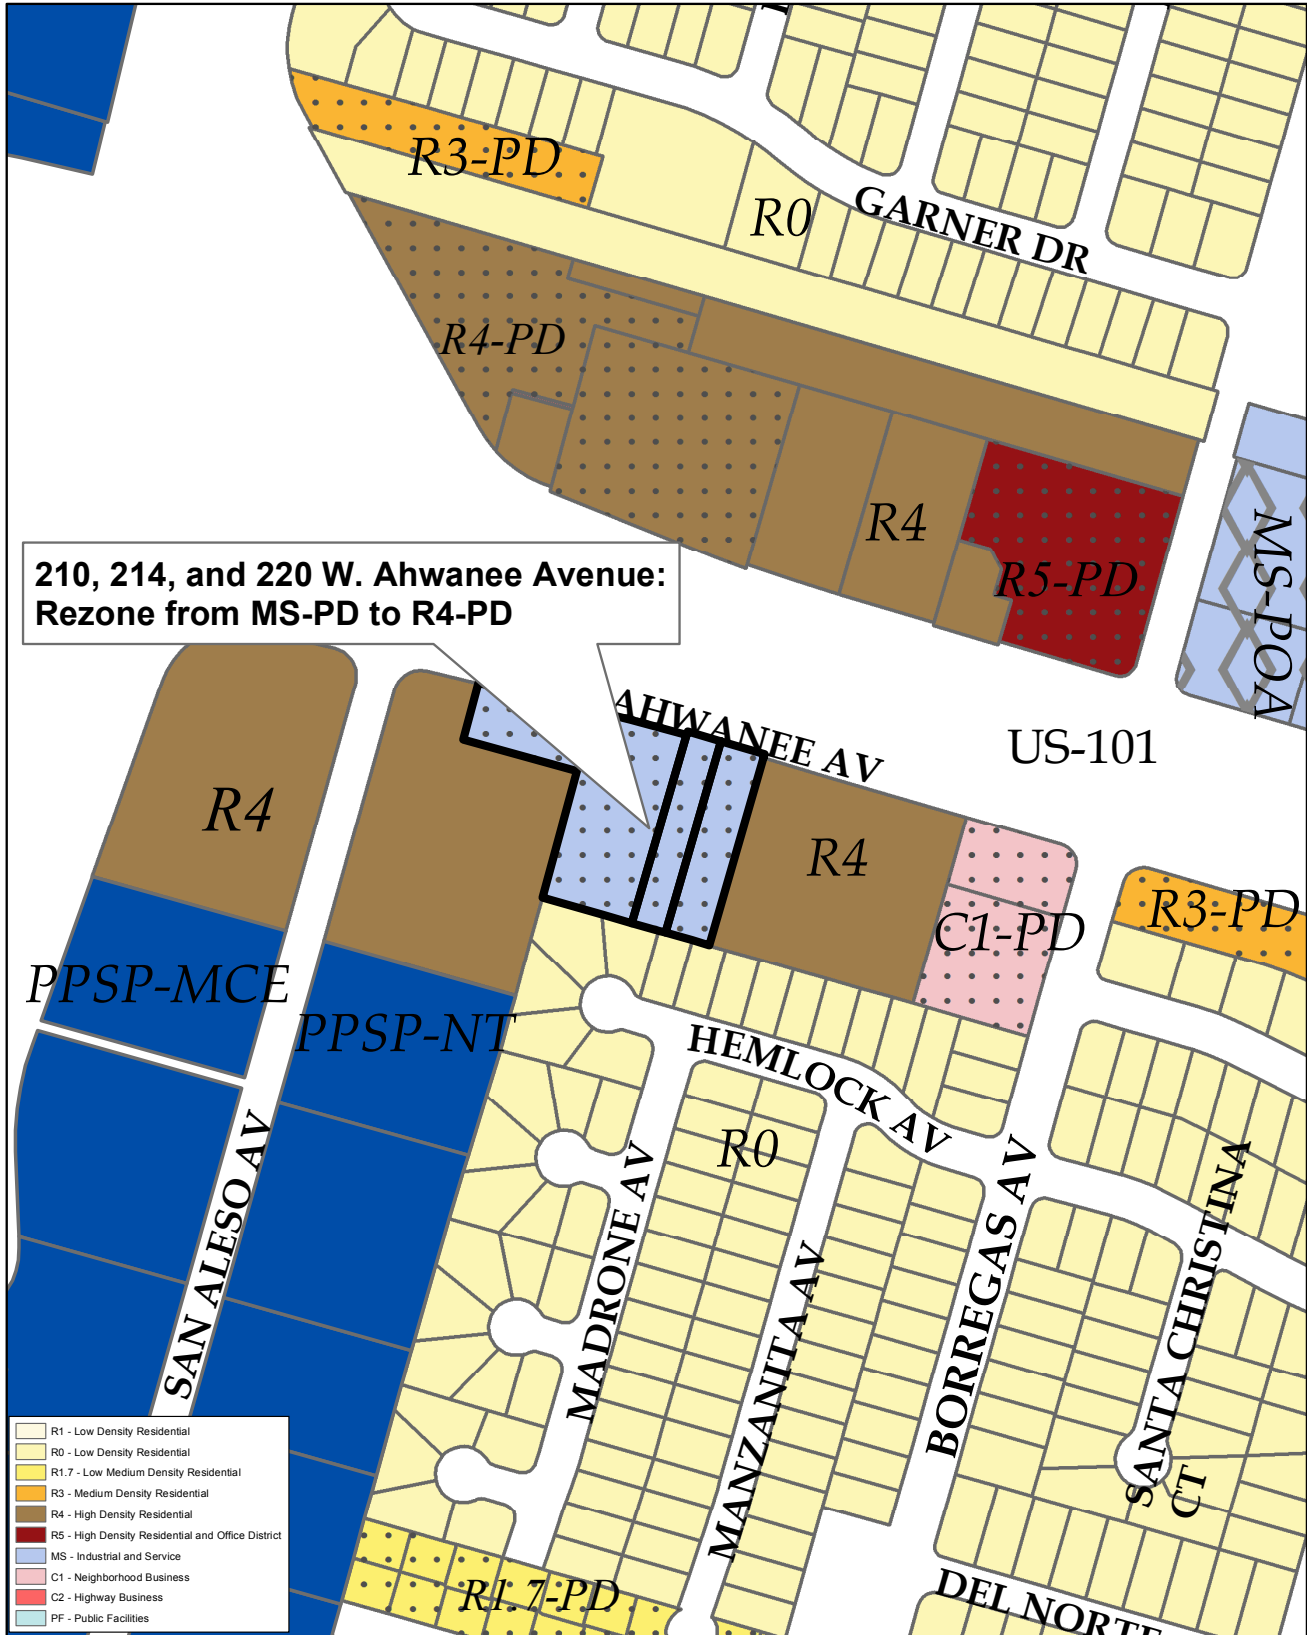 R3-PD
R0
GARNER DR
R4-PD
R4
R5-PD
MS-POA
210, 214, and 220 W. Ahwanee Avenue:
Rezone from MS-PD to R4-PD
AHWANEE AV
US-101
R4
R4
C1-PD
R3-PD
PPSP-MCE
PPSP-NT
HEMLOCK AV
R0
SAN ALESO AV
MADRONE AV
MANZANITA AV
BORREGAS AV
SANTA CHRISTINA
CT
DEL NORTE
R1.7-PD
R1 - Low Density Residential
R0 - Low Density Residential
R1.7 - Low Medium Density Residential
R3 - Medium Density Residential
R4 - High Density Residential
R5 - High Density Residential and Office District
MS - Industrial and Service
C1 - Neighborhood Business
C2 - Highway Business
PF - Public Facilities